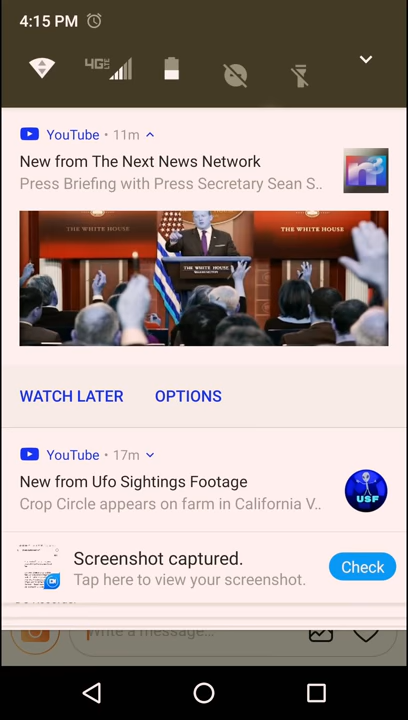 4:15 PM
4G LTE
YouTube • 11m
New from The Next News Network
Press Briefing with Press Secretary Sean S..
THE WHITE HOUSE
THE WHITE HOUSE
THE WHITE HOUSE
WATCH LATER OPTIONS
YouTube • 17m
New from Ufo Sightings Footage
Crop Circle appears on farm in California V..
USF
Screenshot captured.
Tap here to view your screenshot.
Check
Write a message...